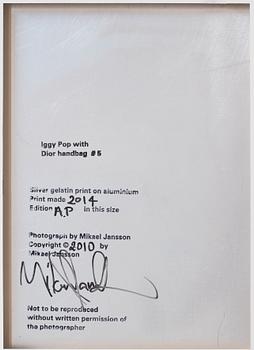 Iggy Pop with
Dior handbag #5
Silver gelatin print on aluminium
Print made 2014
Edition A.P in this size
Photograph by Mikael Jansson
Copyright © 2010 by
Mikael Jansson
Not to be reproduced
without written permission of
the photographer